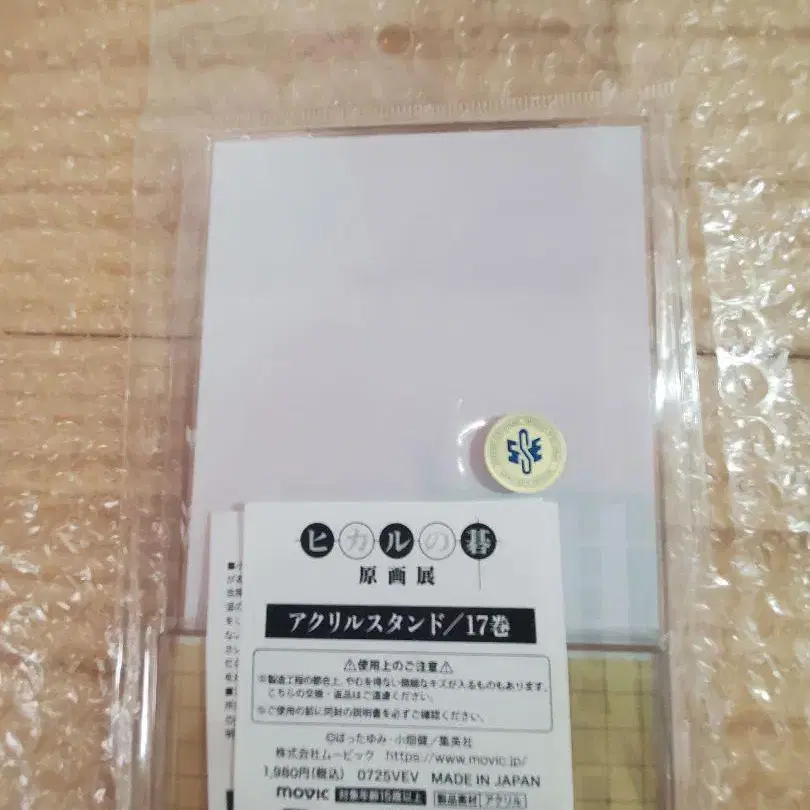 ヒカルの碁
原画展
アクリルスタンド/17巻
⚠使用上のご注意⚠
※製造工程の都合上、やむを得ない微細なキズが入るものもあります。
こちらの交換・返品はご遠慮ください。
※ご使用の前に同封の説明書を必ずご確認ください。
©ほったゆみ・小畑健/集英社
株式会社ムービック https://www.movic.jp/
1,980円(税込) 0725VEV MADE IN JAPAN
movic 対象年齢15歳以上 製品素材 アクリル